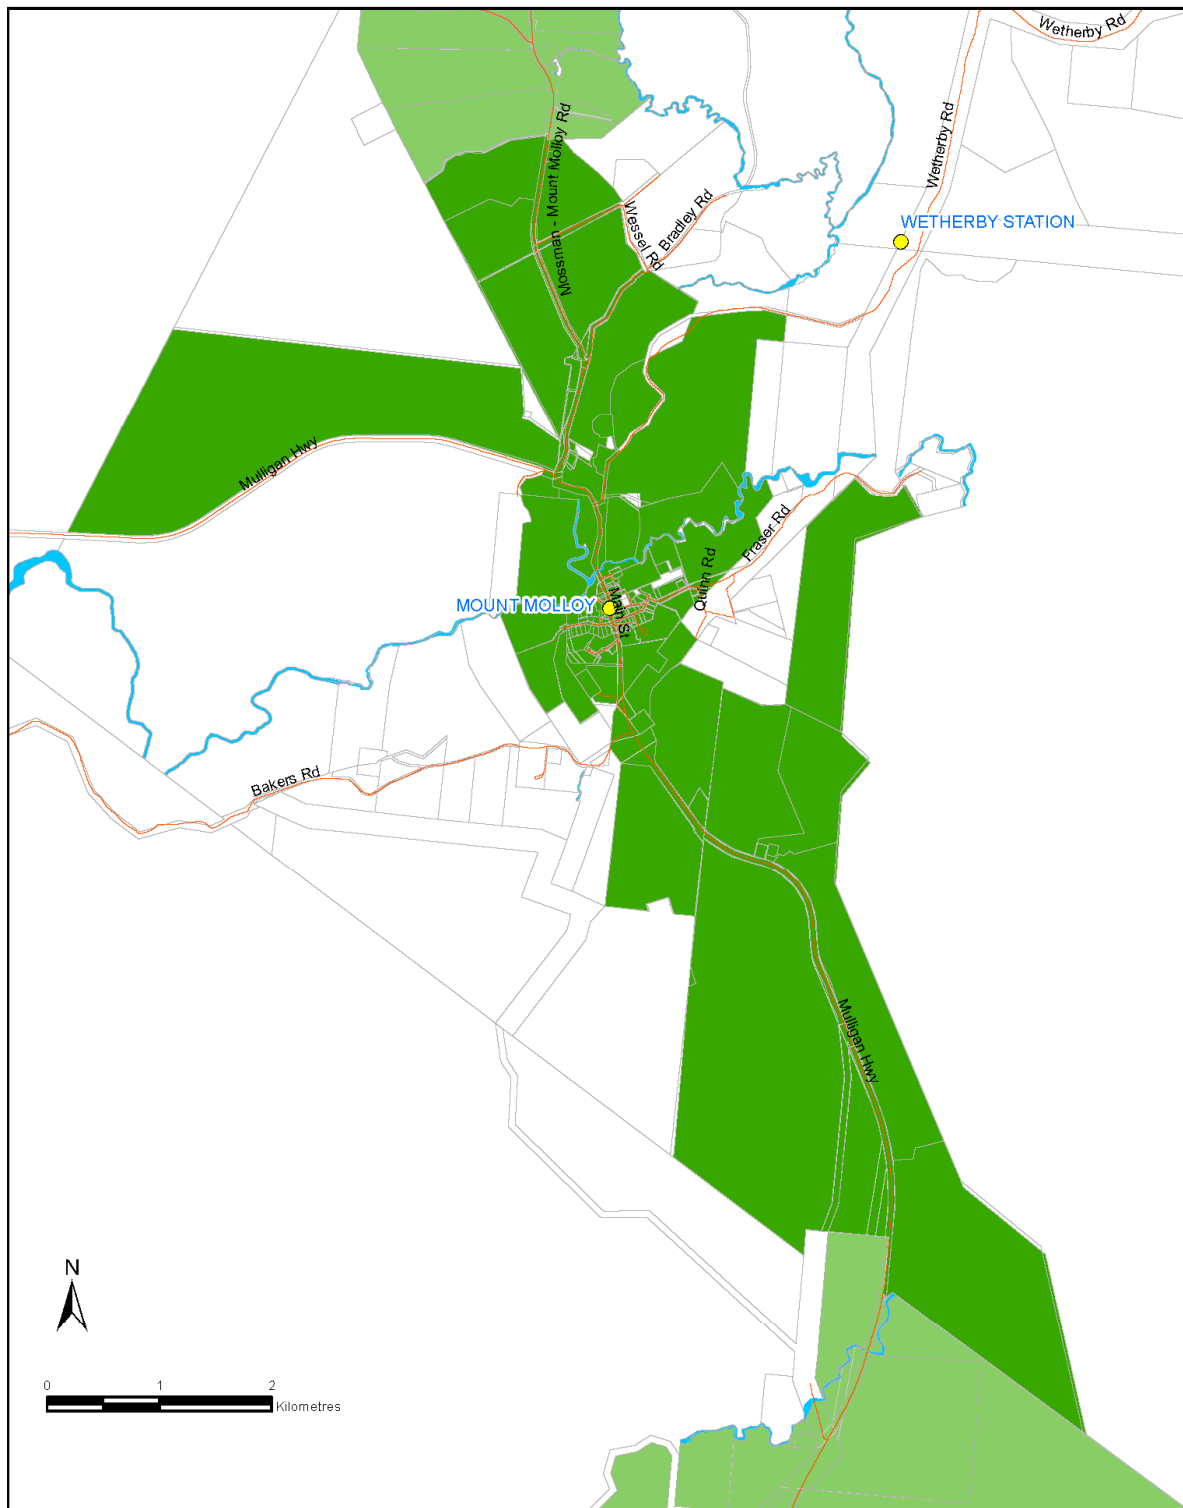 Wetherby Rd
Wetherby Rd
Mossman - Mount Molloy Rd
Wessel Rd
Bradley Rd
WETHERBY STATION
Mulligan Hwy
Fraser Rd
Quinn Rd
MOUNT MOLLOY
Main St
Bakers Rd
Mulligan Hwy
N
0 1 2
Kilometres